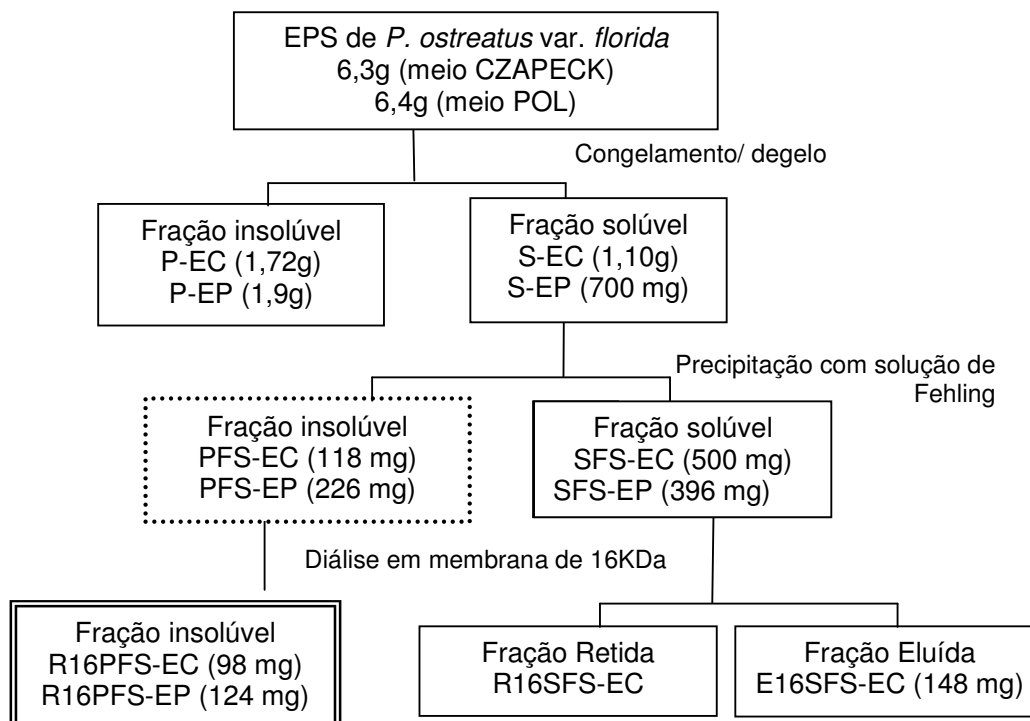 EPS de P. ostreatus var. florida
6,3g (meio CZAPECK)
6,4g (meio POL)
Congelamento/ degelo
Fração insolúvel
P-EC (1,72g)
P-EP (1,9g)
Fração solúvel
S-EC (1,10g)
S-EP (700 mg)
Precipitação com solução de
Fehling
Fração insolúvel
PFS-EC (118 mg)
PFS-EP (226 mg)
Fração solúvel
SFS-EC (500 mg)
SFS-EP (396 mg)
Diálise em membrana de 16KDa
Fração insolúvel
R16PFS-EC (98 mg)
R16PFS-EP (124 mg)
Fração Retida
R16SFS-EC
Fração Eluída
E16SFS-EC (148 mg)